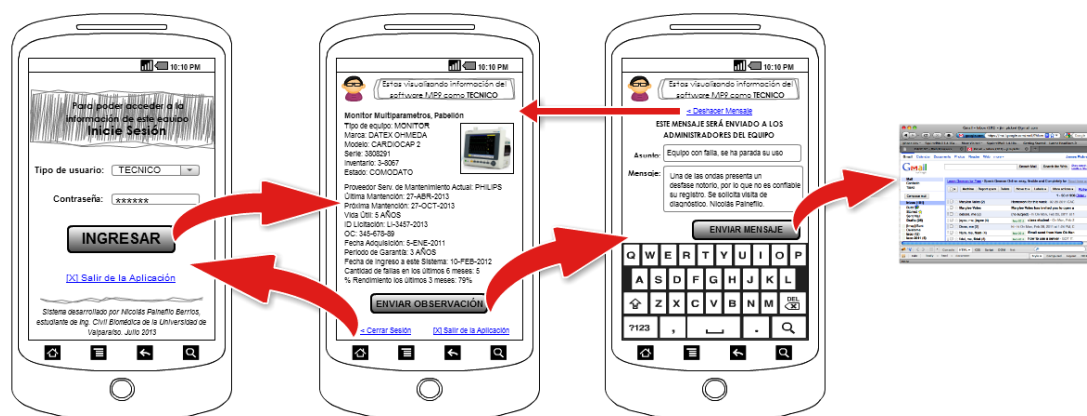 10:10 PM
Para poder acceder a la
información de este equipo
Inicie Sesión
Tipo de usuario:
TECNICO
Contraseña:
******
INGRESAR
[X] Salir de la Aplicación
Sistema desarrollado por Nicolás Painefilo Berrios,
estudiante de Ing. Civil Biomédica de la Universidad de
Valparaíso. Julio 2013
10:10 PM
Estas visualizando información del
software MP9 como TECNICO
Monitor Multiparametros, Pabellón
Tipo de equipo: MONITOR
Marca: DATEX OHMEDA
Modelo: CARDIOCAP 2
Serie: 3808291
Inventario: 3-8067
Estado: COMODATO
Proveedor Serv. de Mantenimiento Actual: PHILIPS
Última Mantención: 27-ABR-2013
Próxima Mantención: 27-OCT-2013
Vida Útil: 5 AÑOS
ID Licitación: LI-3457-2013
OC: 345-678-89
Fecha Adquisición: 5-ENE-2011
Periodo de Garantía: 3 AÑOS
Fecha de Ingreso a este Sistema: 10-FEB-2012
Cantidad de fallas en los últimos 6 meses: 5
% Rendimiento los últimos 3 meses: 79%
ENVIAR OBSERVACIÓN
< Cerrar Sesión
[X] Salir de la Aplicación
10:10 PM
Estas visualizando información del
software MP9 como TECNICO
< Deshacer Mensaje
ESTE MENSAJE SERÁ ENVIADO A LOS
ADMINISTRADORES DEL EQUIPO
Asunto:
Equipo con falla, se ha parada su uso
Mensaje:
Una de las ondas presenta un
desfase notorio, por lo que no es confiable
su registro. Se solicita visita de
diagnóstico. Nicolás Painefilo.
ENVIAR MENSAJE
Q W E R T Y U I O P
A S D F G H J K L
Z X C V B N M DEL
?123 , .
Gmail